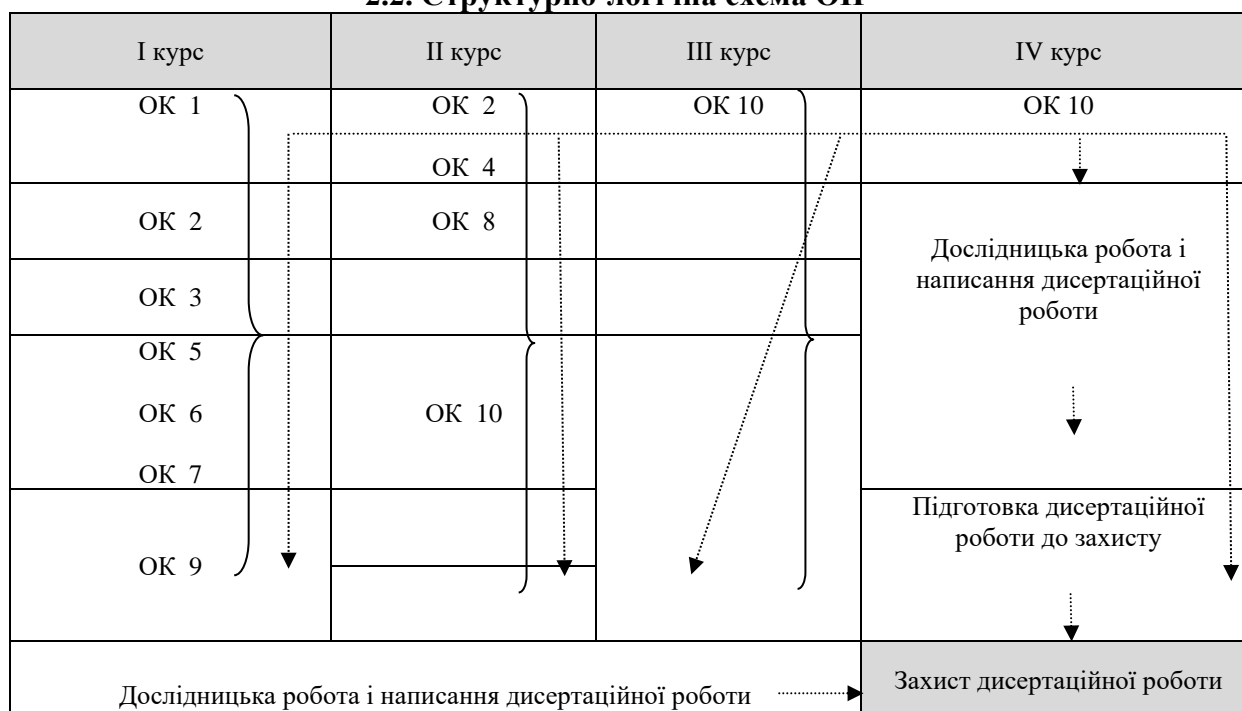 2.2. Структурно-логічна схема ОП
І курс
ІІ курс
ІІІ курс
ІV курс
ОК 1
ОК 2
ОК 10
ОК 10
ОК 4
ОК 2
ОК 8
Дослідницька робота і
написання дисертаційної
роботи
ОК 3
ОК 5
ОК 6
ОК 10
ОК 7
Підготовка дисертаційної
роботи до захисту
ОК 9
Дослідницька робота і написання дисертаційної роботи
Захист дисертаційної роботи